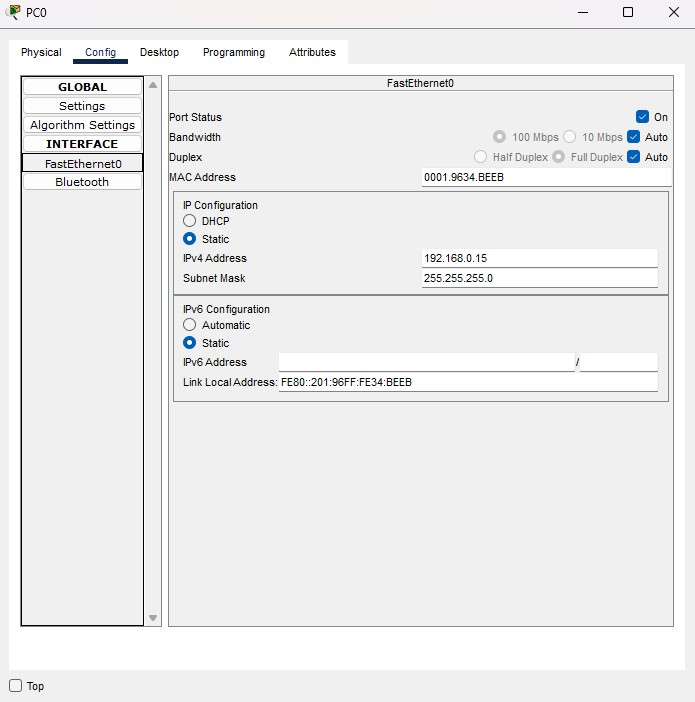 PC0
Physical Config Desktop Programming Attributes
GLOBAL
Settings
Algorithm Settings
INTERFACE
FastEthernet0
Bluetooth
FastEthernet0
Port Status On
Bandwidth 100 Mbps 10 Mbps Auto
Duplex Half Duplex Full Duplex Auto
MAC Address 0001.9634.BEEB
IP Configuration
DHCP
Static
IPv4 Address 192.168.0.15
Subnet Mask 255.255.255.0
IPv6 Configuration
Automatic
Static
IPv6 Address /
Link Local Address: FE80::201:96FF:FE34:BEEB
Top